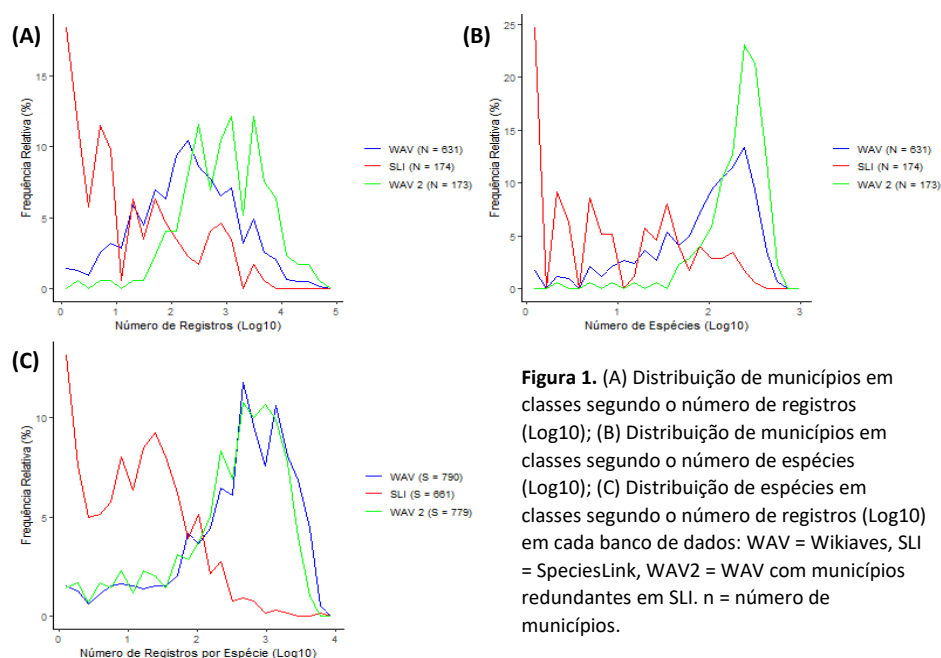 (A)
Frequência Relativa (%)
15
10
5
0
0 1 2 3 4 5
Número de Registros (Log10)
WAV (N = 631)
SLI (N = 174)
WAV 2 (N = 173)
(B)
Frequência Relativa (%)
25
20
15
10
5
0
0 1 2 3
Número de Espécies (Log10)
WAV (N = 631)
SLI (N = 174)
WAV 2 (N = 173)
(C)
Frequência Relativa (%)
10
5
0
0 1 2 3 4
Número de Registros por Espécie (Log10)
WAV (S = 790)
SLI (S = 661)
WAV 2 (S = 779)
Figura 1. (A) Distribuição de municípios em
classes segundo o número de registros
(Log10); (B) Distribuição de municípios em
classes segundo o número de espécies
(Log10); (C) Distribuição de espécies em
classes segundo o número de registros (Log10)
em cada banco de dados: WAV = Wikiaves, SLI
= SpeciesLink, WAV2 = WAV com municípios
redundantes em SLI. n = número de
municípios.